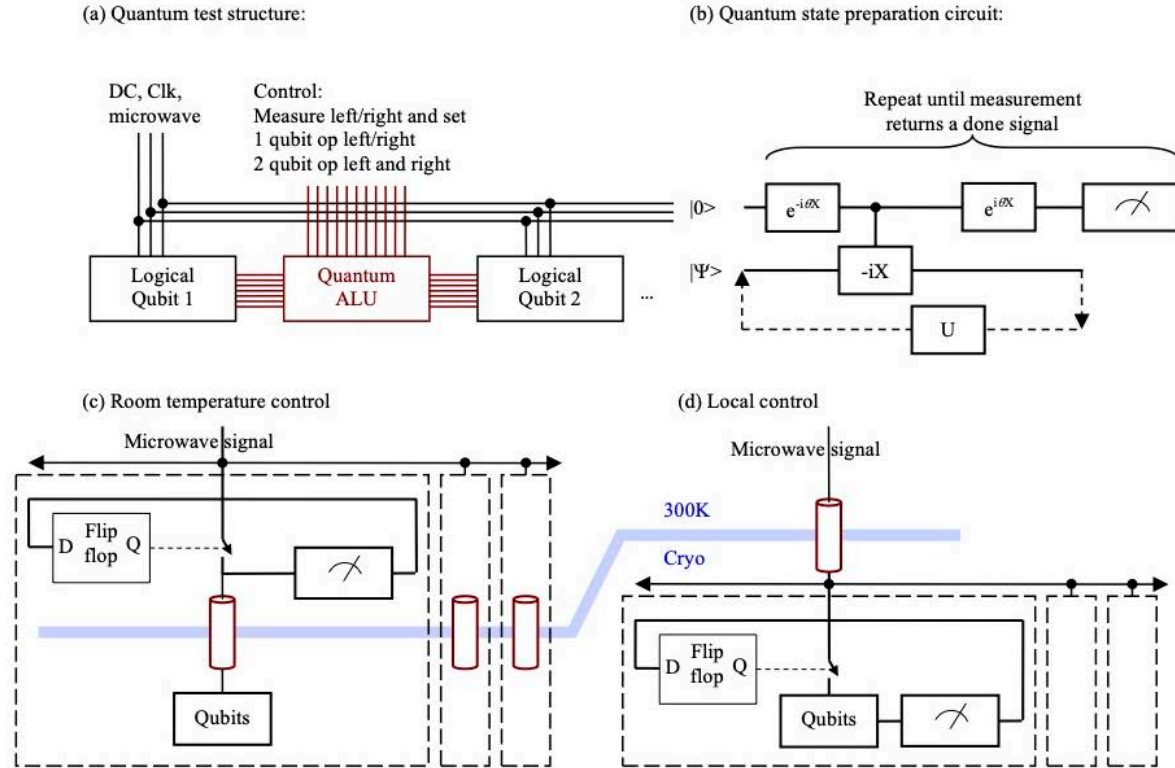 (a) Quantum test structure:
(b) Quantum state preparation circuit:
DC, Clk,
microwave
Control:
Measure left/right and set
1 qubit op left/right
2 qubit op left and right
Repeat until measurement
returns a done signal
|0>
e^-iθX
e^iθX
Logical
Qubit 1
Quantum
ALU
Logical
Qubit 2
...
|Ψ>
-iX
U
(c) Room temperature control
(d) Local control
Microwave signal
Microwave signal
300K
Cryo
D
Flip
flop
Q
Qubits
D
Flip
flop
Q
Qubits